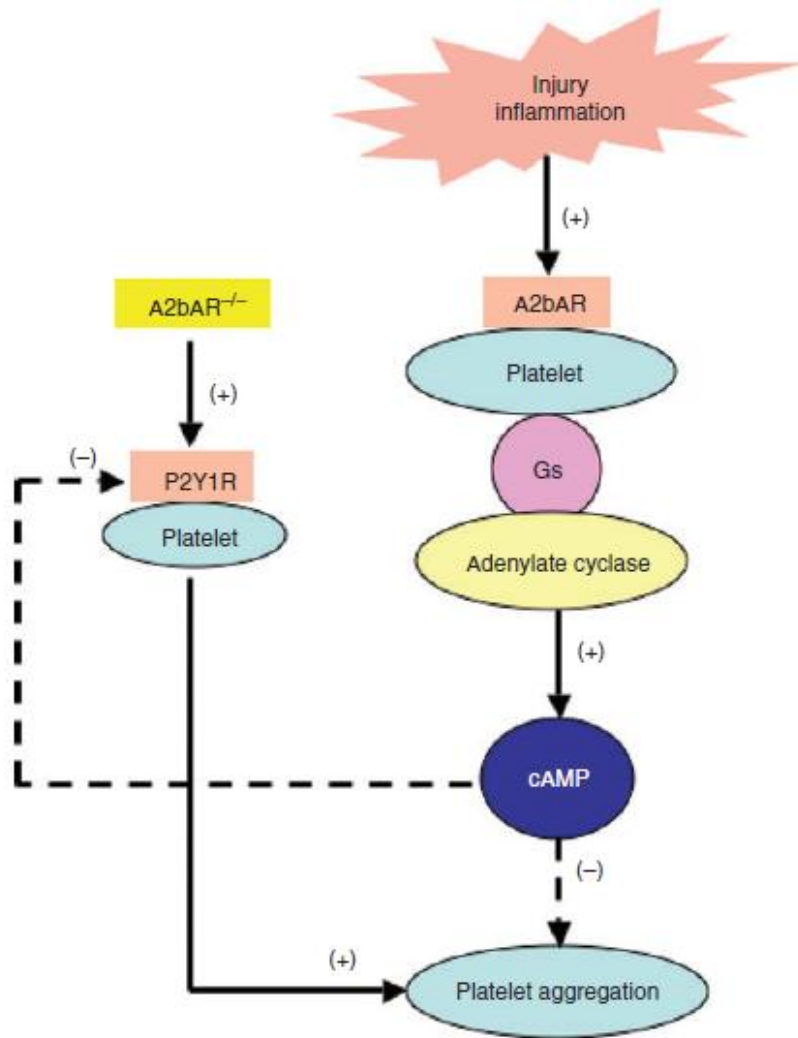 Injury
inflammation
(+)
A2bAR
Platelet
Gs
Adenylate cyclase
(+)
cAMP
(–)
Platelet aggregation
A2bAR–/–
(+)
(–)
P2Y1R
Platelet
(+)